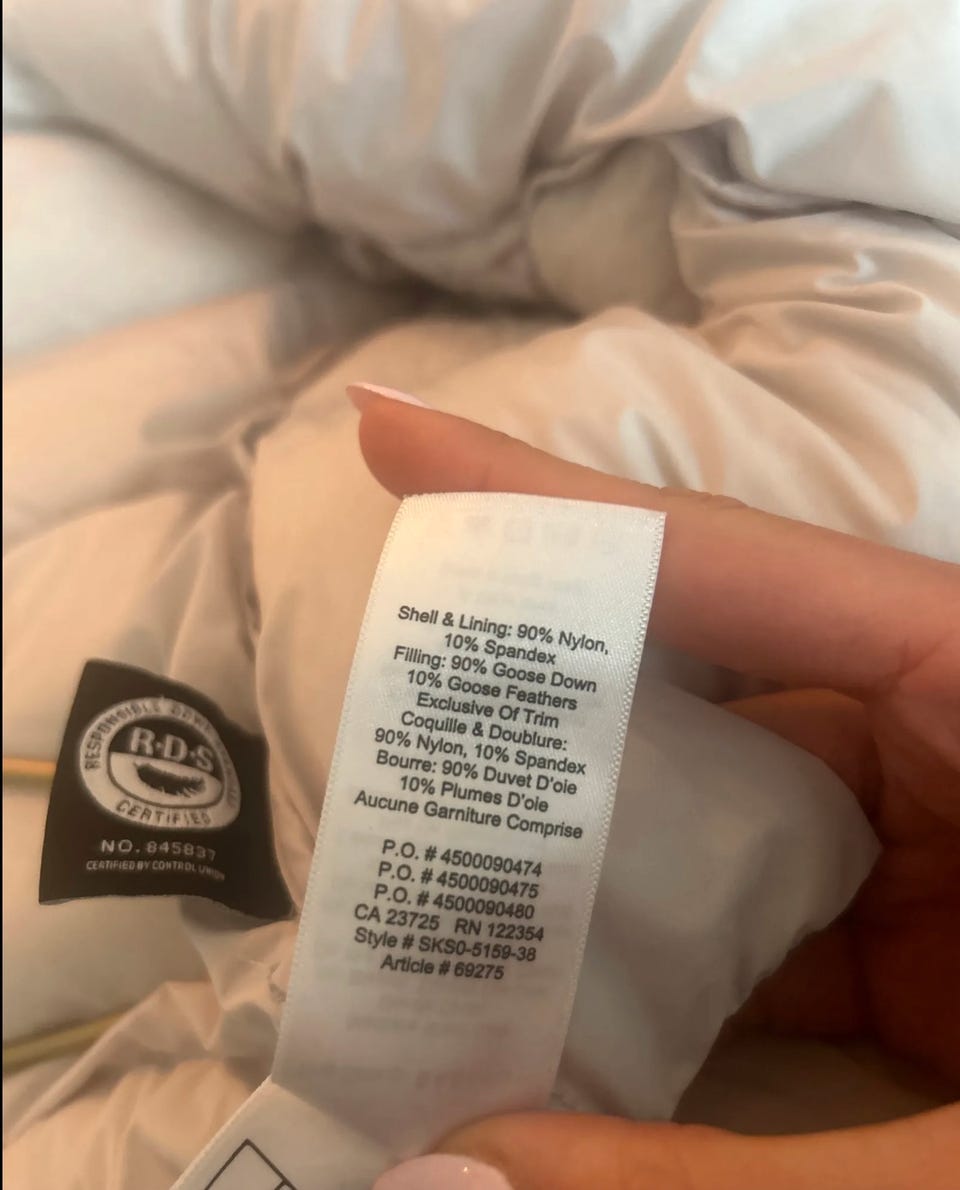 Shell & Lining: 90% Nylon,
10% Spandex
Filling: 90% Goose Down
10% Goose Feathers
Exclusive Of Trim
Coquille & Doublure:
90% Nylon, 10% Spandex
Bourre: 90% Duvet D'oie
10% Plumes D'oie
Aucune Garniture Comprise
P.O. # 4500090474
P.O. # 4500090475
P.O. # 4500090480
CA 23725 RN 122354
Style # SKS0-5159-38
Article # 69275
RESPONSIBLE DOWN
R·D·S
CERTIFIED
NO. 845837
CERTIFIED BY CONTROL UNION